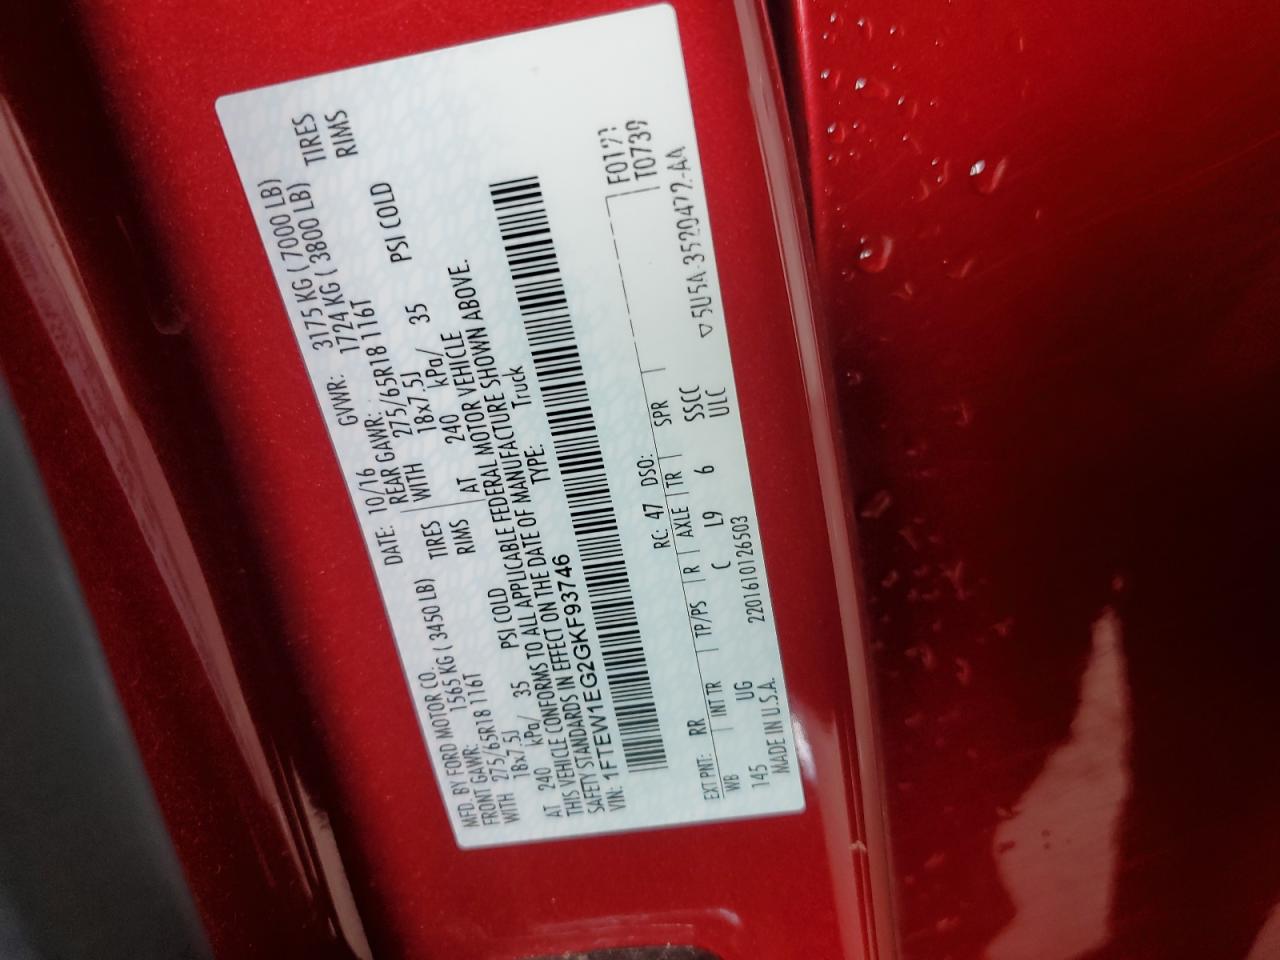 MFD. BY FORD MOTOR CO. DATE: 10/16 GVWR: 3175 KG ( 7000 LB)
FRONT GAWR: 1565 KG ( 3450 LB) REAR GAWR: 1724 KG ( 3800 LB)
WITH 275/65R18 116T TIRES WITH 275/65R18 116T TIRES
18x7.5J RIMS 18x7.5J RIMS
AT 240 kPa/ 35 PSI COLD AT 240 kPa/ 35 PSI COLD
THIS VEHICLE CONFORMS TO ALL APPLICABLE FEDERAL MOTOR VEHICLE
SAFETY STANDARDS IN EFFECT ON THE DATE OF MANUFACTURE SHOWN ABOVE.
VIN: 1FTEW1EG2GKF93746 TYPE: Truck
F0121
T0739
EXT PNT: RR RC: 47 DSO:
WB INT TR TP/PS R AXLE TR SPR
145 UG C L9 6 SSCC
ULC
MADE IN U.S.A. 2201610126503
▽5U5A-3520472-AA